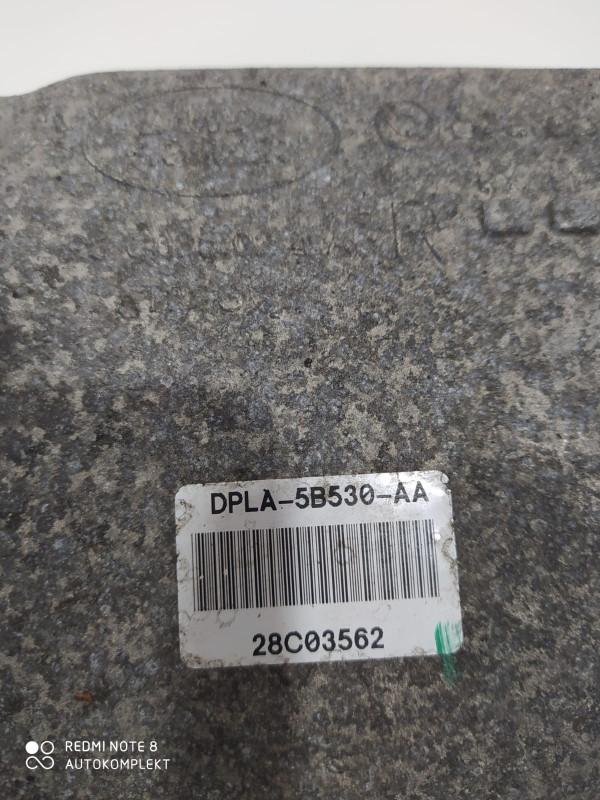 DPLA-5B530-AA
28C03562
REDMI NOTE 8
AUTOKOMPLEKT